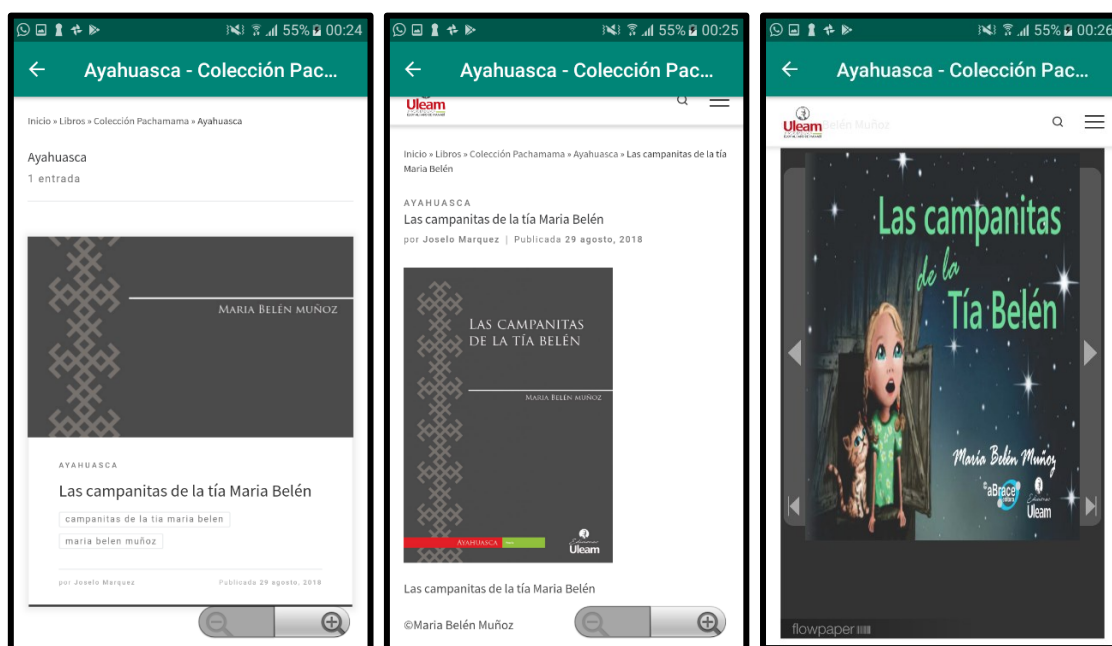 55% 00:24
Ayahuasca - Colección Pac...
Inicio » Libros » Colección Pachamama » Ayahuasca
Ayahuasca
1 entrada
MARIA BELÉN MUÑOZ
AYAHUASCA
Las campanitas de la tía Maria Belén
campanitas de la tia maria belen
maria belen muñoz
por Joselo Marquez Publicada 29 agosto, 2018
55% 00:25
Ayahuasca - Colección Pac...
Uleam
Inicio » Libros » Colección Pachamama » Ayahuasca » Las campanitas de la tía
Maria Belén
AYAHUASCA
Las campanitas de la tía Maria Belén
por Joselo Marquez | Publicada 29 agosto, 2018
LAS CAMPANITAS
DE LA TÍA BELÉN
MARIA BELÉN MUÑOZ
AYAHUASCA
Uleam
Las campanitas de la tía Maria Belén
©Maria Belén Muñoz
55% 00:26
Ayahuasca - Colección Pac...
Uleam
Belén Muñoz
Las campanitas
de la
Tía Belén
María Belén Muñoz
aBrace
Uleam
flowpaper